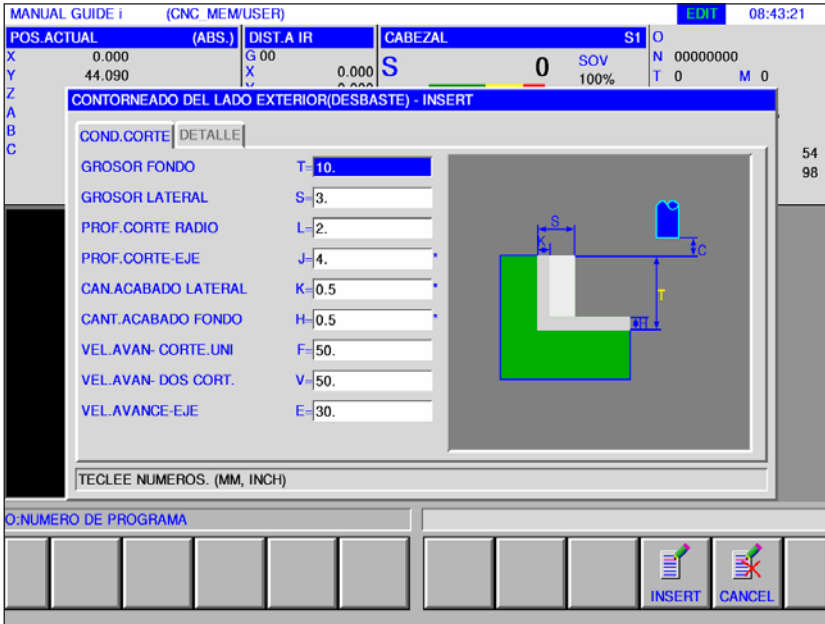 MANUAL GUIDE i (CNC_MEM/USER) EDIT 08:43:21
POS.ACTUAL (ABS.) DIST.A IR CABEZAL S1 O
X 0.000 G 00 S 0 SOV N 00000000
Y 44.090 X 0.000 100% T 0 M 0
Z
A
B
C
54
98
CONTORNEADO DEL LADO EXTERIOR(DESBASTE) - INSERT
COND.CORTE DETALLE
GROSOR FONDO T= 10.
GROSOR LATERAL S= 3.
PROF.CORTE RADIO L= 2.
PROF.CORTE-EJE J= 4. *
CAN.ACABADO LATERAL K= 0.5 *
CANT.ACABADO FONDO H= 0.5 *
VEL.AVAN- CORTE.UNI F= 50.
VEL.AVAN- DOS CORT. V= 50.
VEL.AVANCE-EJE E= 30.
S
K
C
T
H
TECLEE NUMEROS. (MM, INCH)
O:NUMERO DE PROGRAMA
INSERT CANCEL